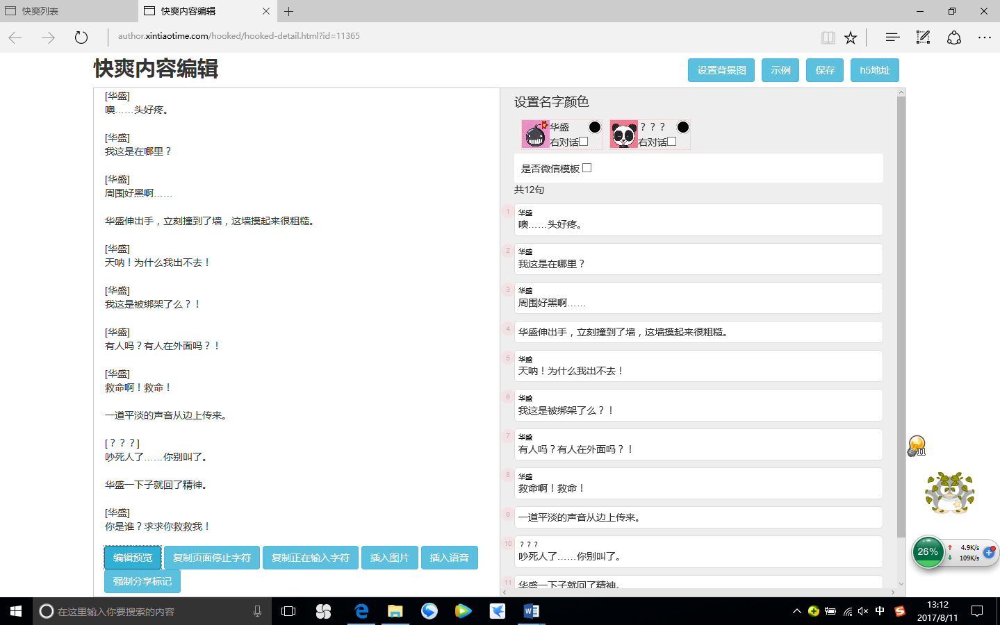 快爽列表
快爽内容编辑
author.xintiaotime.com/hooked/hooked-detail.html?id=11365
快爽内容编辑
设置背景图
示例
保存
h5地址
[华盛]
噢……头好疼。
[华盛]
我这是在哪里？
[华盛]
周围好黑啊……
华盛伸出手，立刻撞到了墙，这墙摸起来很粗糙。
[华盛]
天呐！为什么我出不去！
[华盛]
我这是被绑架了么？！
[华盛]
有人吗？有人在外面吗？！
[华盛]
救命啊！救命！
一道平淡的声音从边上传来。
[？？？]
吵死人了……你别叫了。
华盛一下子就回了精神。
[华盛]
你是谁？求求你救救我！
编辑预览
复制页面停止字符
复制正在输入字符
插入图片
插入语音
强制分享标记
设置名字颜色
华盛
右对话
？？？
右对话
是否微信模板
共12句
1
华盛
噢……头好疼。
2
华盛
我这是在哪里？
3
华盛
周围好黑啊……
4
华盛伸出手，立刻撞到了墙，这墙摸起来很粗糙。
5
华盛
天呐！为什么我出不去！
6
华盛
我这是被绑架了么？！
7
华盛
有人吗？有人在外面吗？！
8
华盛
救命啊！救命！
9
一道平淡的声音从边上传来。
10
？？？
吵死人了……你别叫了。
11
华盛一下子就回了精神。
11
26%
4.9K/s
109K/s
在这里输入你要搜索的内容
中
13:12
2017/8/11